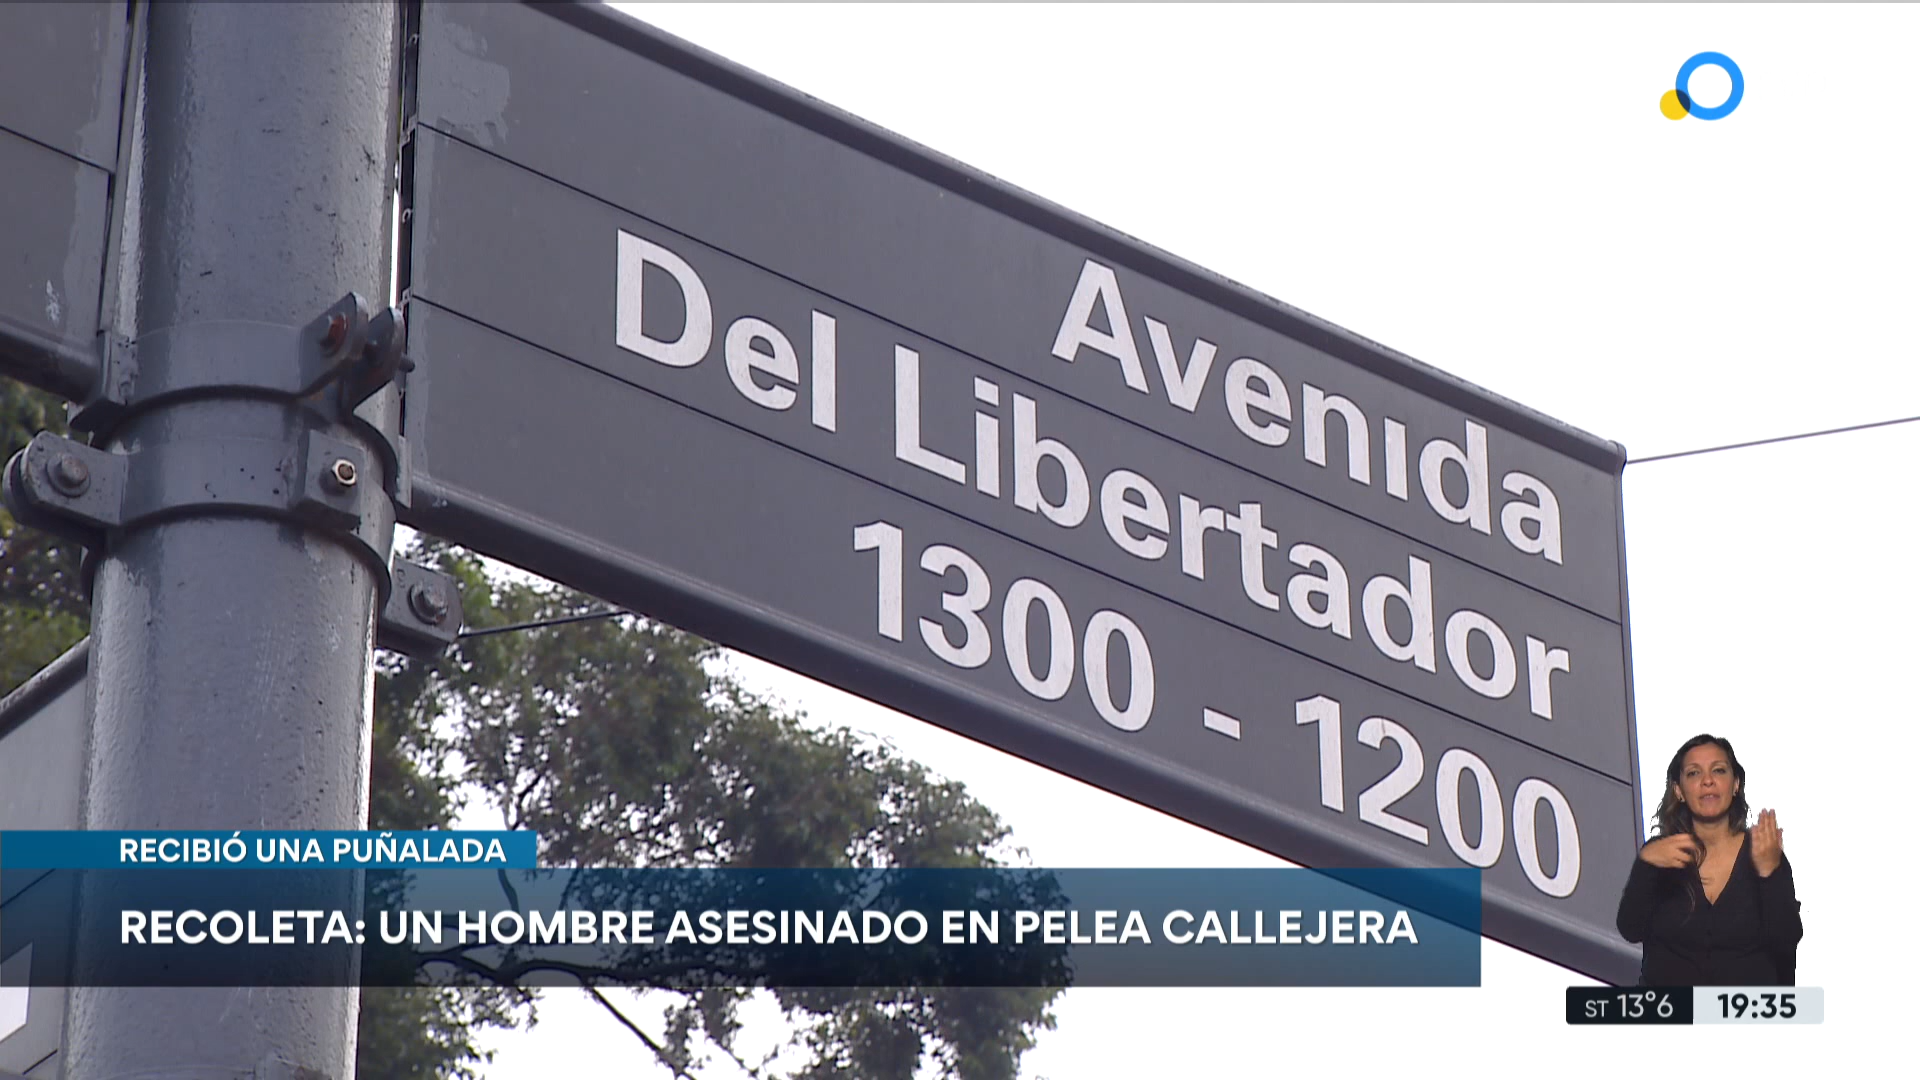 Avenida
Del Libertador
1300 - 1200
RECIBIÓ UNA PUÑALADA
RECOLETA: UN HOMBRE ASESINADO EN PELEA CALLEJERA
ST 13°6 19:35